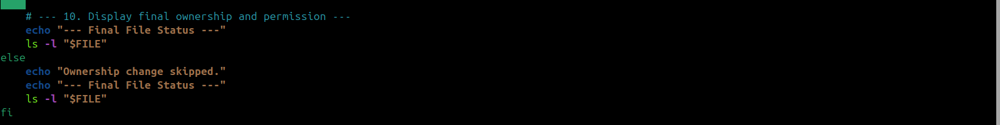 # --- 10. Display final ownership and permission ---
    echo "--- Final File Status ---"
    ls -l "$FILE"
else
    echo "Ownership change skipped."
    echo "--- Final File Status ---"
    ls -l "$FILE"
fi